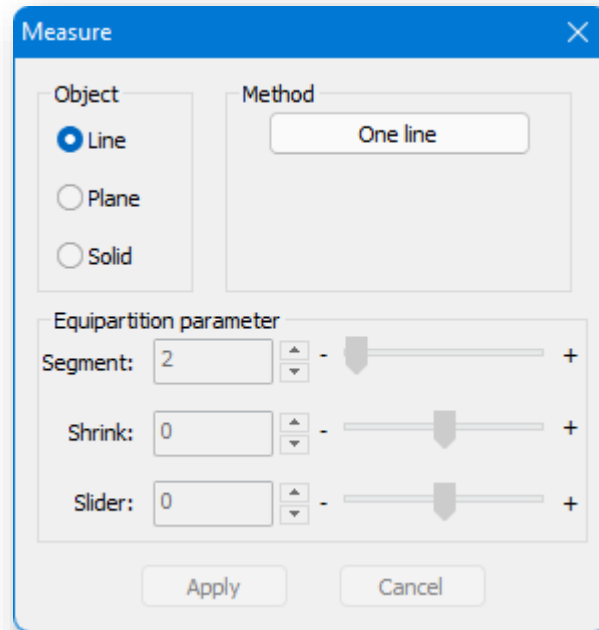 Measure
Object
Line
Plane
Solid
Method
One line
Equipartition parameter
Segment: 2 - +
Shrink: 0 - +
Slider: 0 - +
Apply Cancel